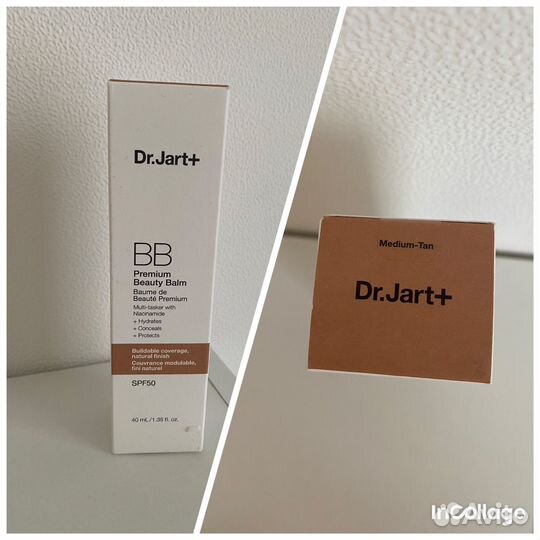 Dr.Jart+
BB
Premium
Beauty Balm
Baume de
Beauté Premium
Multi-tasker with
Niacinamide
+ Hydrates
+ Conceals
+ Protects
Buildable coverage,
natural finish
Couvrance modulable,
fini naturel
SPF50
40 mL/1.35 fl. oz.
Medium-Tan
Dr.Jart+
InCollage
Avito